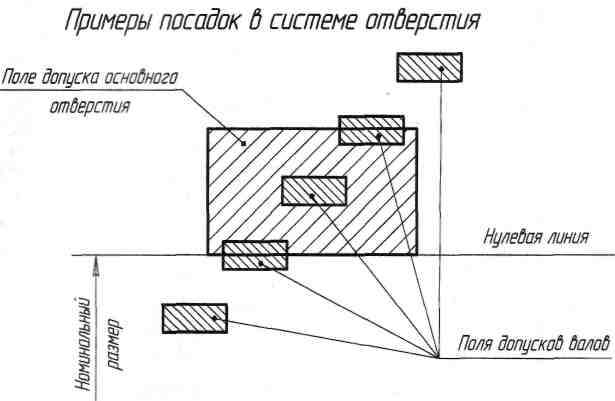 Примеры посадок в системе отверстия
Поле допуска основного
отверстия
Нулевая линия
Номинальный
размер
Поля допусков валов